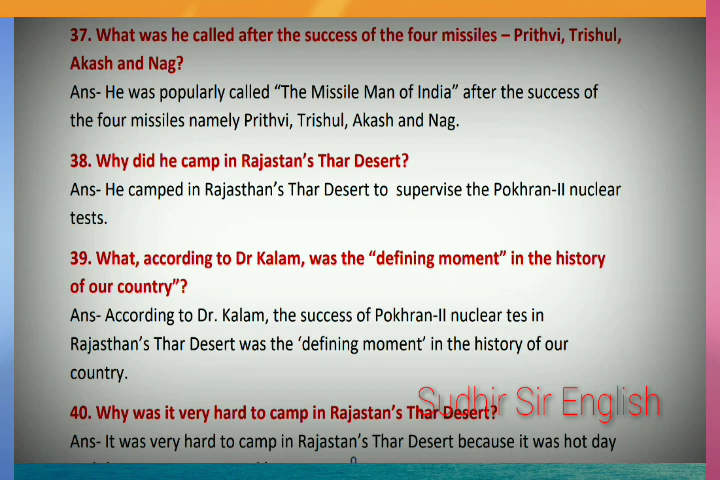 37. What was he called after the success of the four missiles – Prithvi, Trishul,
Akash and Nag?
Ans- He was popularly called “The Missile Man of India” after the success of
the four missiles namely Prithvi, Trishul, Akash and Nag.
38. Why did he camp in Rajastan’s Thar Desert?
Ans- He camped in Rajasthan’s Thar Desert to supervise the Pokhran-II nuclear
tests.
39. What, according to Dr Kalam, was the “defining moment” in the history
of our country”?
Ans- According to Dr. Kalam, the success of Pokhran-II nuclear tes in
Rajasthan’s Thar Desert was the ‘defining moment’ in the history of our
country.
Sudhir Sir English
40. Why was it very hard to camp in Rajastan’s Thar Desert?
Ans- It was very hard to camp in Rajastan’s Thar Desert because it was hot day